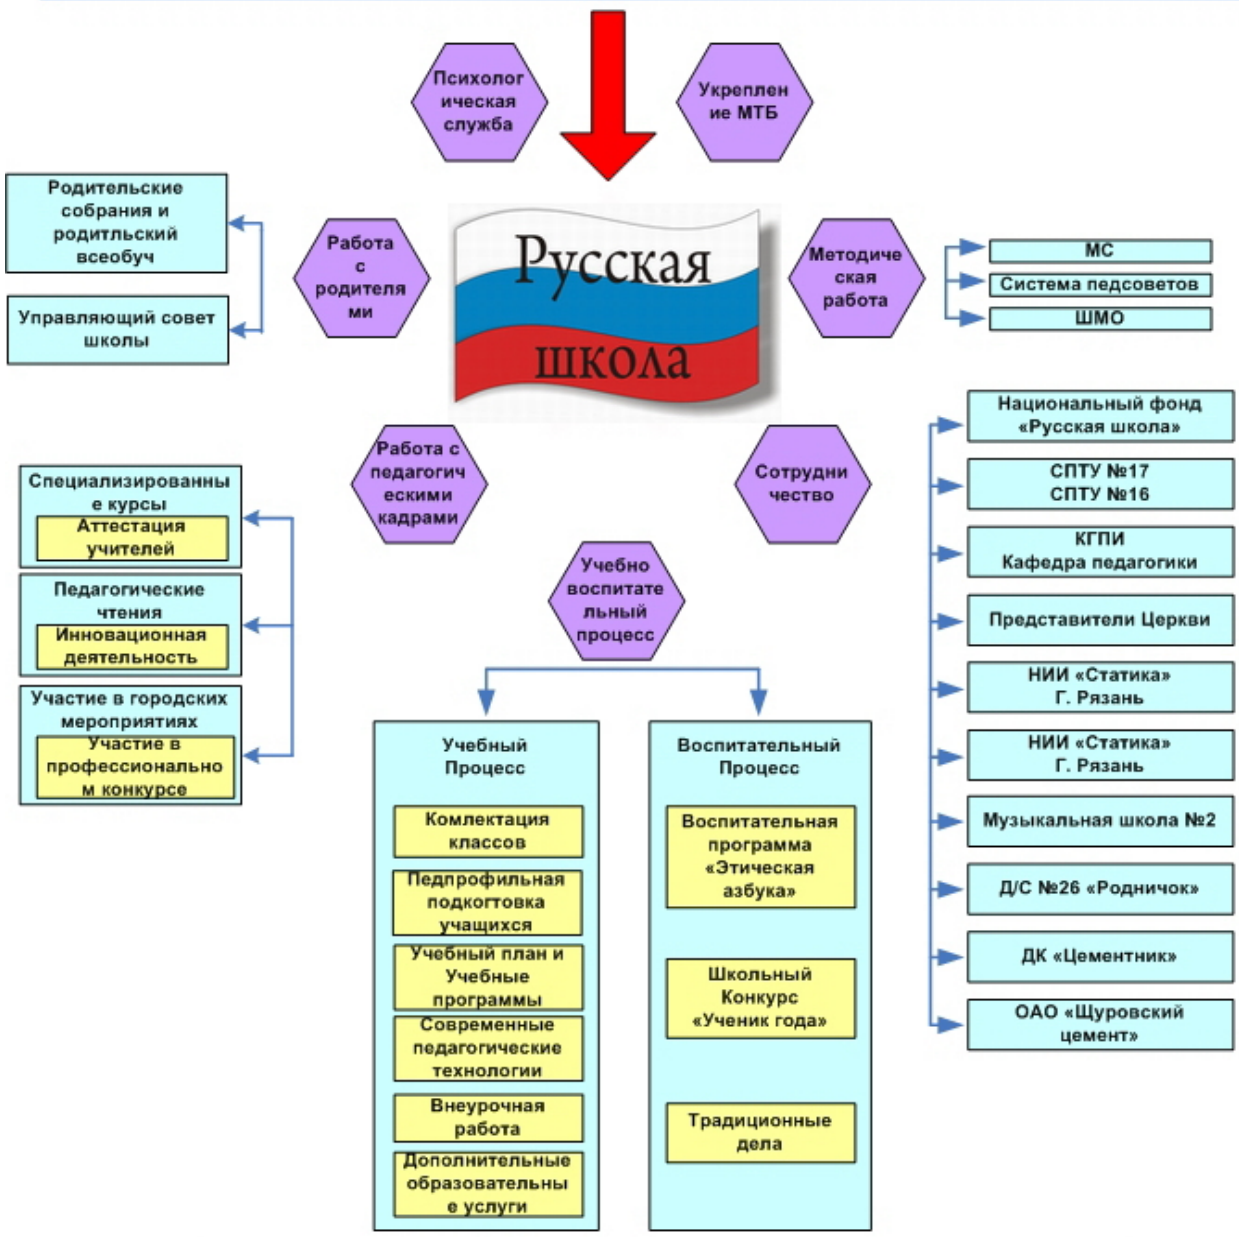 Психолог
ическая
служба
Укреплен
ие МТБ
Родительские
собрания и
родитльский
всеобуч
Управляющий совет
школы
Работа
с
родителя
ми
Русская
школа
Методиче
ская
работа
МС
Система педсоветов
ШМО
Работа с
педагогич
ескими
кадрами
Сотрудни
чество
Учебно
воспитате
льный
процесс
Специализированны
е курсы
Аттестация
учителей
Педагогические
чтения
Инновационная
деятельность
Участие в городских
мероприятиях
Участие в
профессионально
м конкурсе
Учебный
Процесс
Комлектация
классов
Педпрофильная
подкогтовка
учащихся
Учебный план и
Учебные
программы
Современные
педагогические
технологии
Внеурочная
работа
Дополнительные
образовательны
е услуги
Воспитательный
Процесс
Воспитательная
программа
«Этическая
азбука»
Школьный
Конкурс
«Ученик года»
Традиционные
дела
Национальный фонд
«Русская школа»
СПТУ №17
СПТУ №16
КГПИ
Кафедра педагогики
Представители Церкви
НИИ «Статика»
Г. Рязань
НИИ «Статика»
Г. Рязань
Музыкальная школа №2
Д/С №26 «Родничок»
ДК «Цементник»
ОАО «Щуровский
цемент»